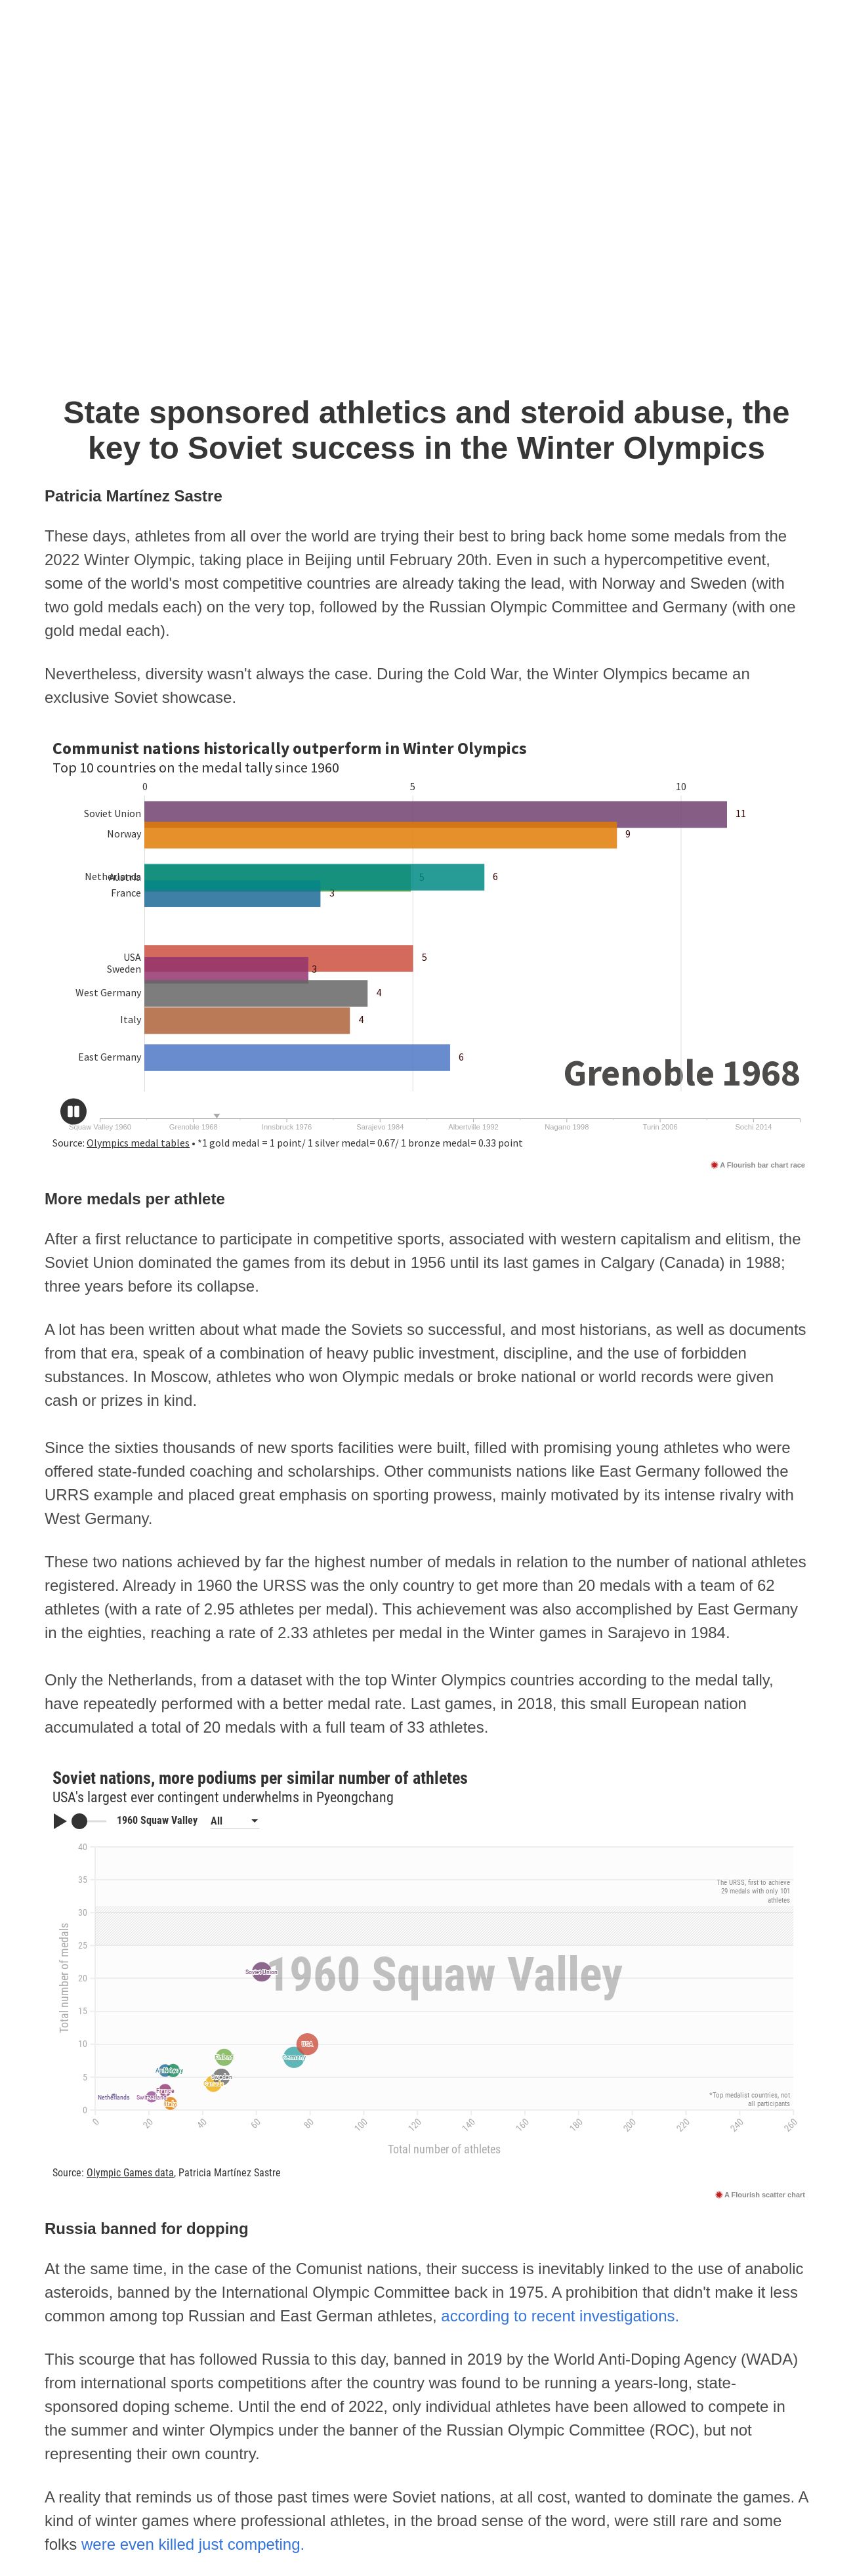 State sponsored athletics and steroid abuse, the
key to Soviet success in the Winter Olympics
Patricia Martínez Sastre
These days, athletes from all over the world are trying their best to bring back home some medals from the
2022 Winter Olympic, taking place in Beijing until February 20th. Even in such a hypercompetitive event,
some of the world's most competitive countries are already taking the lead, with Norway and Sweden (with
two gold medals each) on the very top, followed by the Russian Olympic Committee and Germany (with one
gold medal each).
Nevertheless, diversity wasn't always the case. During the Cold War, the Winter Olympics became an
exclusive Soviet showcase.
Communist nations historically outperform in Winter Olympics
Top 10 countries on the medal tally since 1960
0 5 10
Soviet Union 11
Norway 9
Netherlands 6
Austria 5
France 3
USA 5
Sweden 3
West Germany 4
Italy 4
East Germany 6
Grenoble 1968
Squaw Valley 1960 Grenoble 1968 Innsbruck 1976 Sarajevo 1984 Albertville 1992 Nagano 1998 Turin 2006 Sochi 2014
Source: Olympics medal tables • *1 gold medal = 1 point/ 1 silver medal= 0.67/ 1 bronze medal= 0.33 point
A Flourish bar chart race
More medals per athlete
After a first reluctance to participate in competitive sports, associated with western capitalism and elitism, the
Soviet Union dominated the games from its debut in 1956 until its last games in Calgary (Canada) in 1988;
three years before its collapse.
A lot has been written about what made the Soviets so successful, and most historians, as well as documents
from that era, speak of a combination of heavy public investment, discipline, and the use of forbidden
substances. In Moscow, athletes who won Olympic medals or broke national or world records were given
cash or prizes in kind.
Since the sixties thousands of new sports facilities were built, filled with promising young athletes who were
offered state-funded coaching and scholarships. Other communists nations like East Germany followed the
URRS example and placed great emphasis on sporting prowess, mainly motivated by its intense rivalry with
West Germany.
These two nations achieved by far the highest number of medals in relation to the number of national athletes
registered. Already in 1960 the URSS was the only country to get more than 20 medals with a team of 62
athletes (with a rate of 2.95 athletes per medal). This achievement was also accomplished by East Germany
in the eighties, reaching a rate of 2.33 athletes per medal in the Winter games in Sarajevo in 1984.
Only the Netherlands, from a dataset with the top Winter Olympics countries according to the medal tally,
have repeatedly performed with a better medal rate. Last games, in 2018, this small European nation
accumulated a total of 20 medals with a full team of 33 athletes.
Soviet nations, more podiums per similar number of athletes
USA's largest ever contingent underwhelms in Pyeongchang
1960 Squaw Valley All
40
35
The URSS, first to achieve
29 medals with only 101
athletes
30
25
1960 Squaw Valley
Soviet Union
20
Total number of medals
15
10
USA
Germany
Norway
5
Sweden
France
Netherlands
Switzerland
Italy
*Top medalist countries, not
all participants
0
0 20 40 60 80 100 120 140 160 180 200 220 240 260
Total number of athletes
Source: Olympic Games data, Patricia Martínez Sastre
A Flourish scatter chart
Russia banned for dopping
At the same time, in the case of the Comunist nations, their success is inevitably linked to the use of anabolic
asteroids, banned by the International Olympic Committee back in 1975. A prohibition that didn't make it less
common among top Russian and East German athletes, according to recent investigations.
This scourge that has followed Russia to this day, banned in 2019 by the World Anti-Doping Agency (WADA)
from international sports competitions after the country was found to be running a years-long, state-
sponsored doping scheme. Until the end of 2022, only individual athletes have been allowed to compete in
the summer and winter Olympics under the banner of the Russian Olympic Committee (ROC), but not
representing their own country.
A reality that reminds us of those past times were Soviet nations, at all cost, wanted to dominate the games. A
kind of winter games where professional athletes, in the broad sense of the word, were still rare and some
folks were even killed just competing.